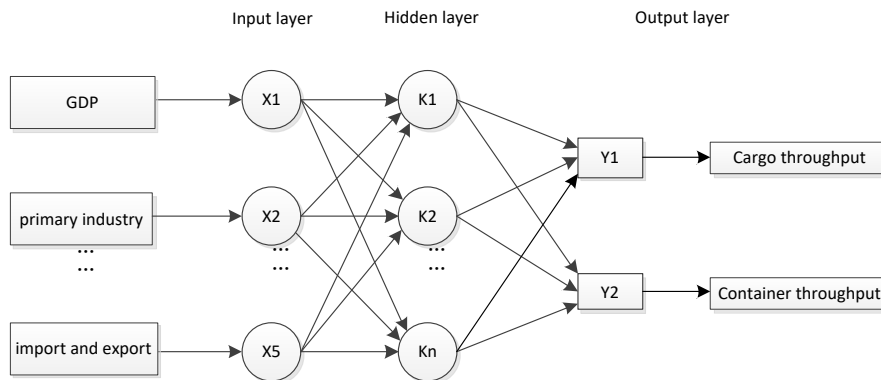 Input layer
Hidden layer
Output layer
GDP
X1
K1
Y1
Cargo throughput
primary industry
X2
K2
...
...
...
...
...
...
Y2
Container throughput
import and export
X5
Kn